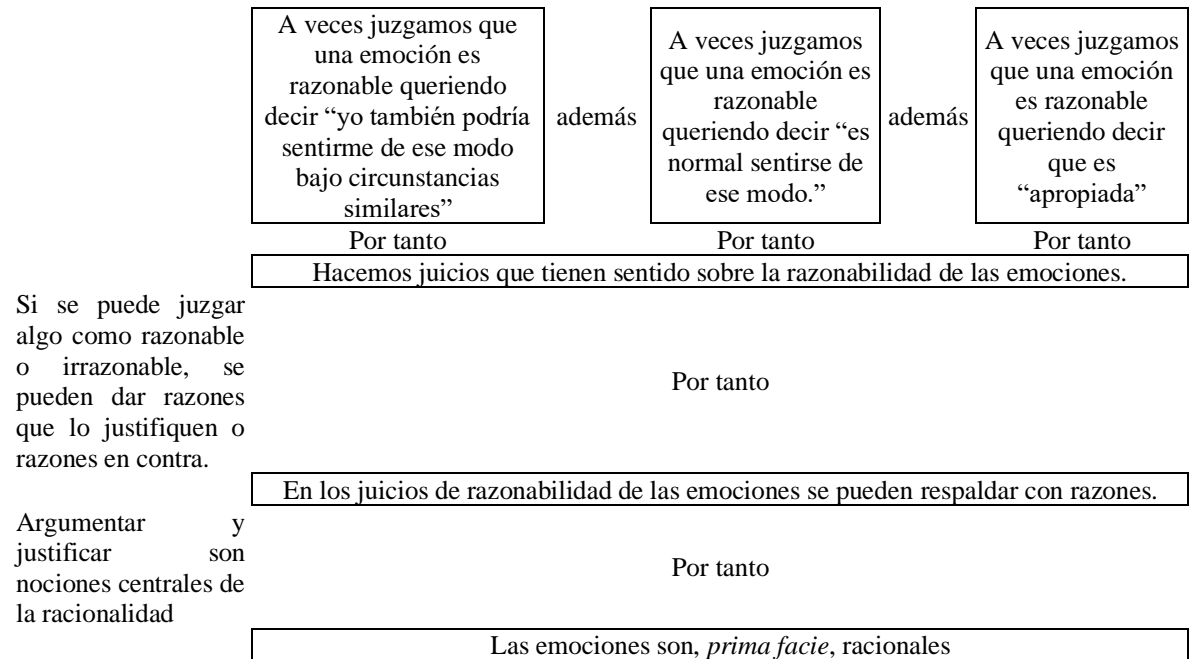 A veces juzgamos que
una emoción es
razonable queriendo
decir “yo también podría
sentirme de ese modo
bajo circunstancias
similares”
además
A veces juzgamos
que una emoción es
razonable
queriendo decir “es
normal sentirse de
ese modo.”
además
A veces juzgamos
que una emoción
es razonable
queriendo decir
que es
“apropiada”
Por tanto
Por tanto
Por tanto
Hacemos juicios que tienen sentido sobre la razonabilidad de las emociones.
Si se puede juzgar
algo como razonable
o irrazonable, se
pueden dar razones
que lo justifiquen o
razones en contra.
Por tanto
En los juicios de razonabilidad de las emociones se pueden respaldar con razones.
Argumentar y
justificar son
nociones centrales de
la racionalidad
Por tanto
Las emociones son, prima facie, racionales